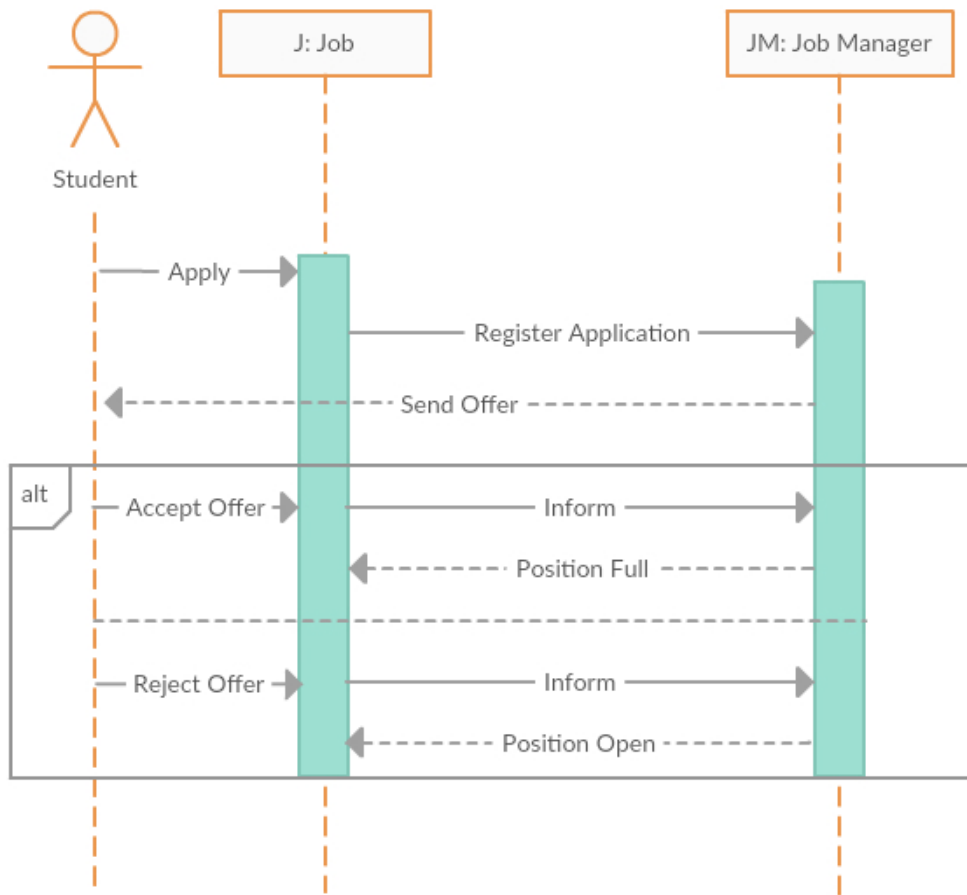 J: Job
JM: Job Manager
Student
Apply
Register Application
Send Offer
alt
Accept Offer
Inform
Position Full
Reject Offer
Inform
Position Open